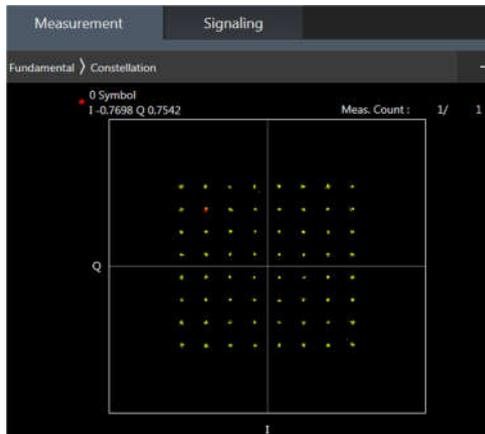 Measurement Signaling
Fundamental ⟩ Constellation
0 Symbol
I -0.7698 Q 0.7542 Meas. Count : 1/ 1
Q
I